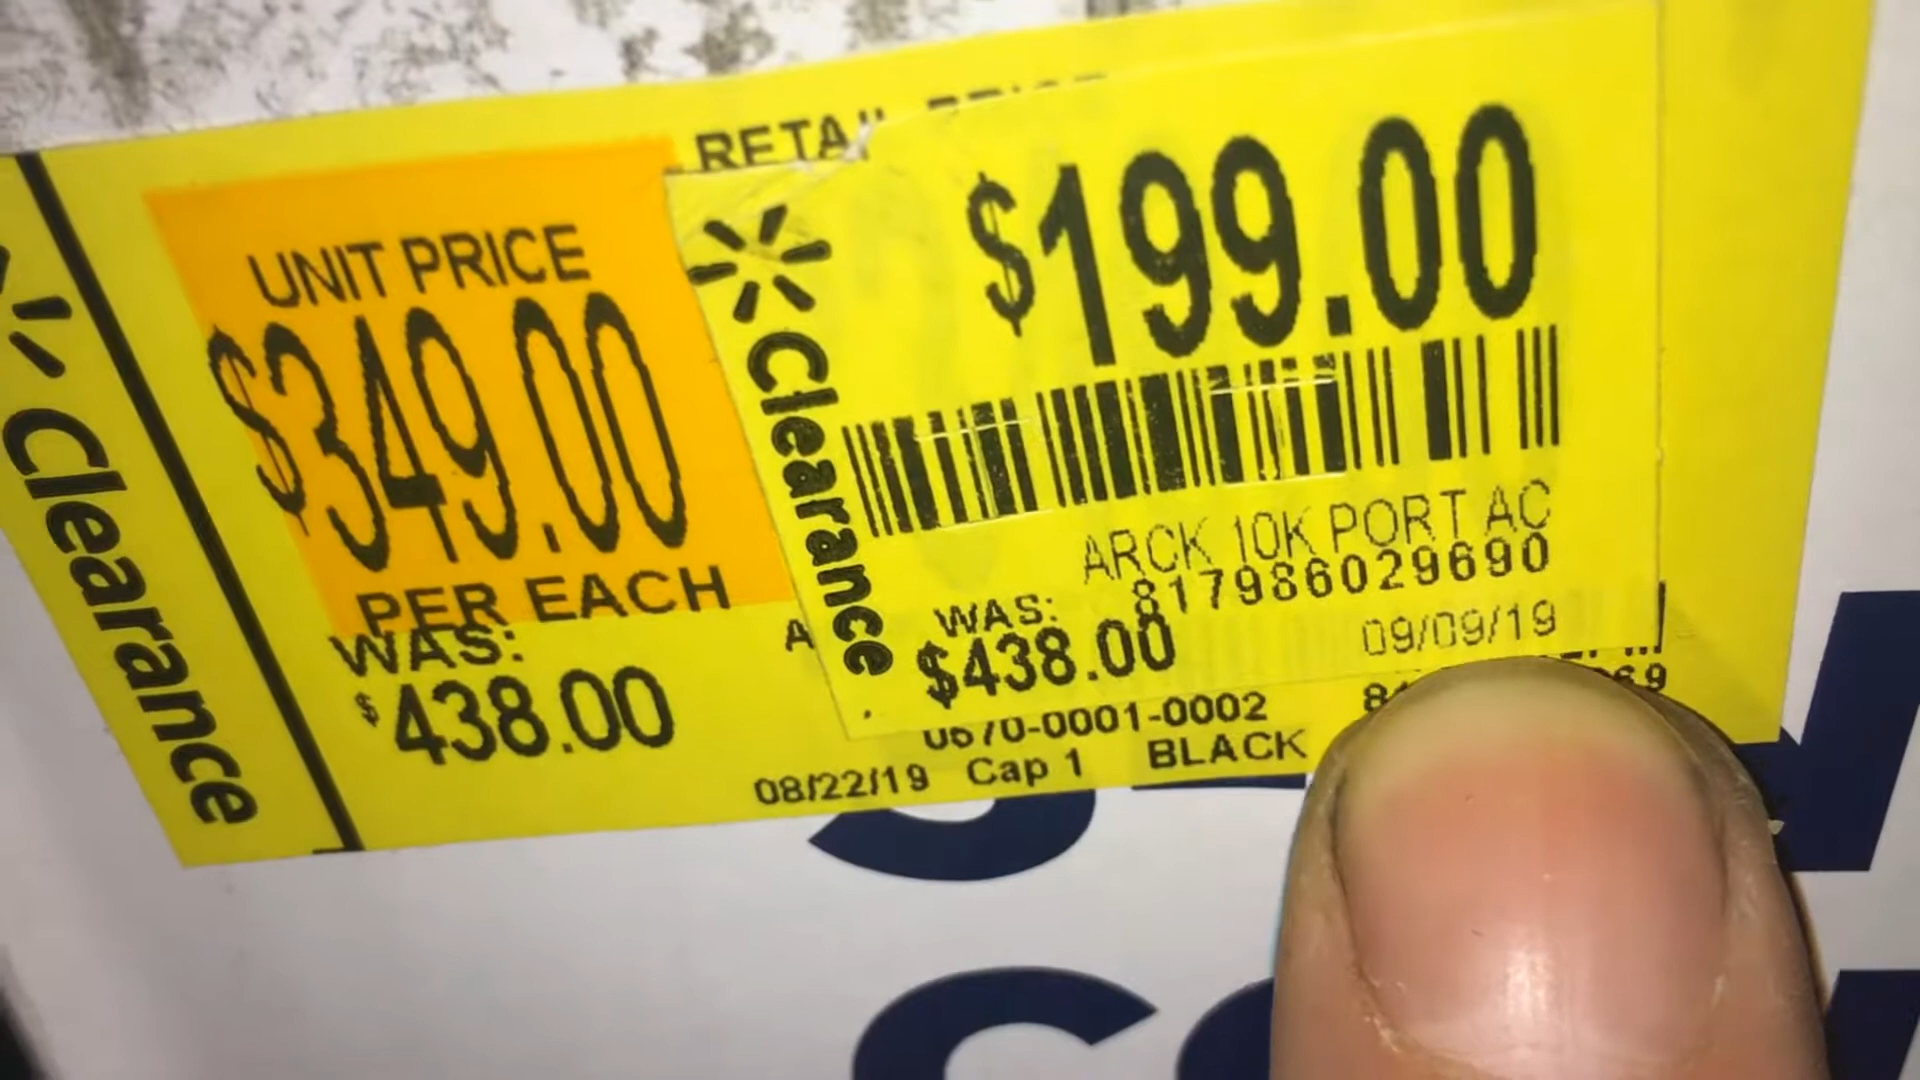 Clearance
RETAIL PRICE
UNIT PRICE
$349.00
PER EACH
WAS:
$438.00
Clearance
$199.00
ARCK 10K PORT AC
817986029690
WAS:
$438.00
09/09/19
0670-0001-0002
08/22/19 Cap 1 BLACK